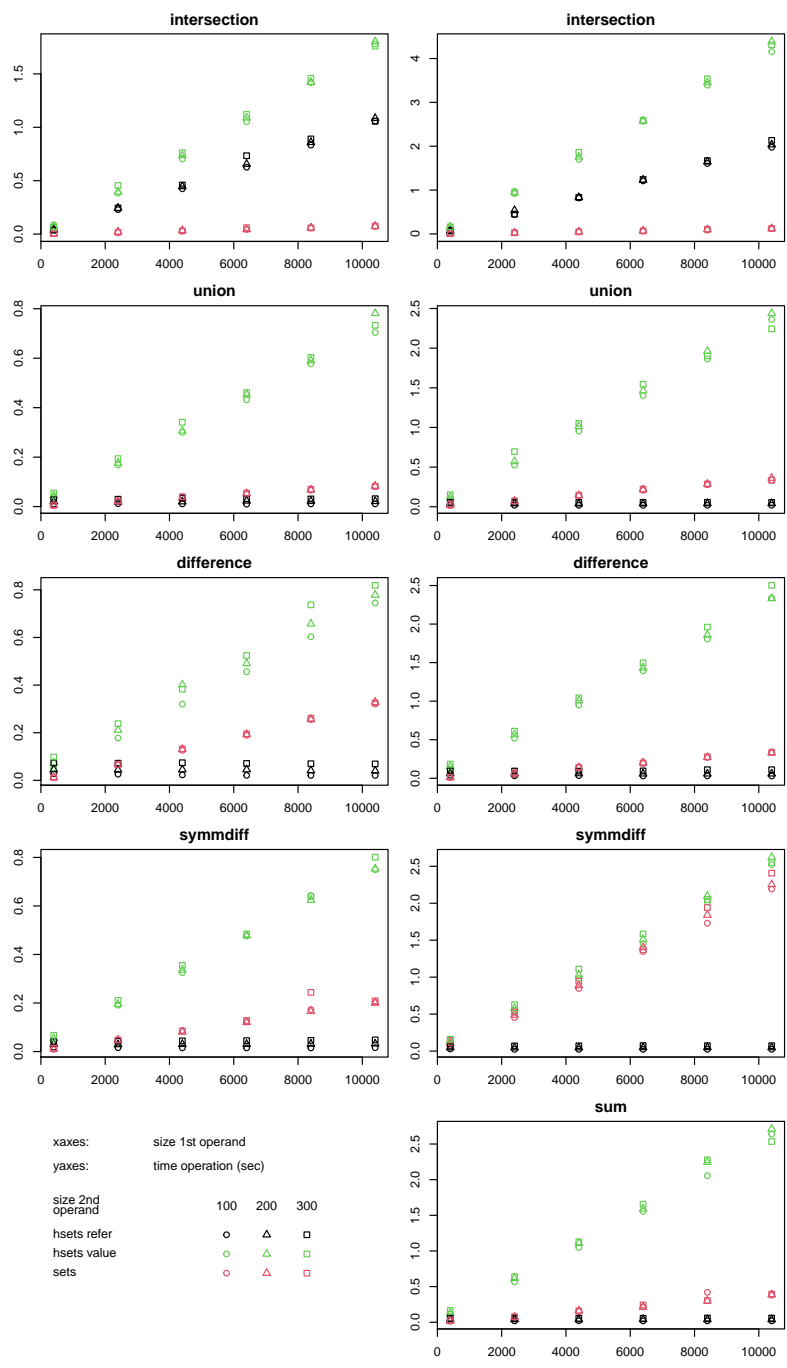 intersection
0.0 0.5 1.0 1.5
0 2000 4000 6000 8000 10000
intersection
0 1 2 3 4
0 2000 4000 6000 8000 10000
union
0.0 0.2 0.4 0.6 0.8
0 2000 4000 6000 8000 10000
union
0.0 0.5 1.0 1.5 2.0 2.5
0 2000 4000 6000 8000 10000
difference
0.0 0.2 0.4 0.6 0.8
0 2000 4000 6000 8000 10000
difference
0.0 0.5 1.0 1.5 2.0 2.5
0 2000 4000 6000 8000 10000
symmdiff
0.0 0.2 0.4 0.6 0.8
0 2000 4000 6000 8000 10000
symmdiff
0.0 0.5 1.0 1.5 2.0 2.5
0 2000 4000 6000 8000 10000
xaxes: size 1st operand
yaxes: time operation (sec)
size 2nd
operand 100 200 300
hsets refer
hsets value
sets
sum
0.0 0.5 1.0 1.5 2.0 2.5
0 2000 4000 6000 8000 10000